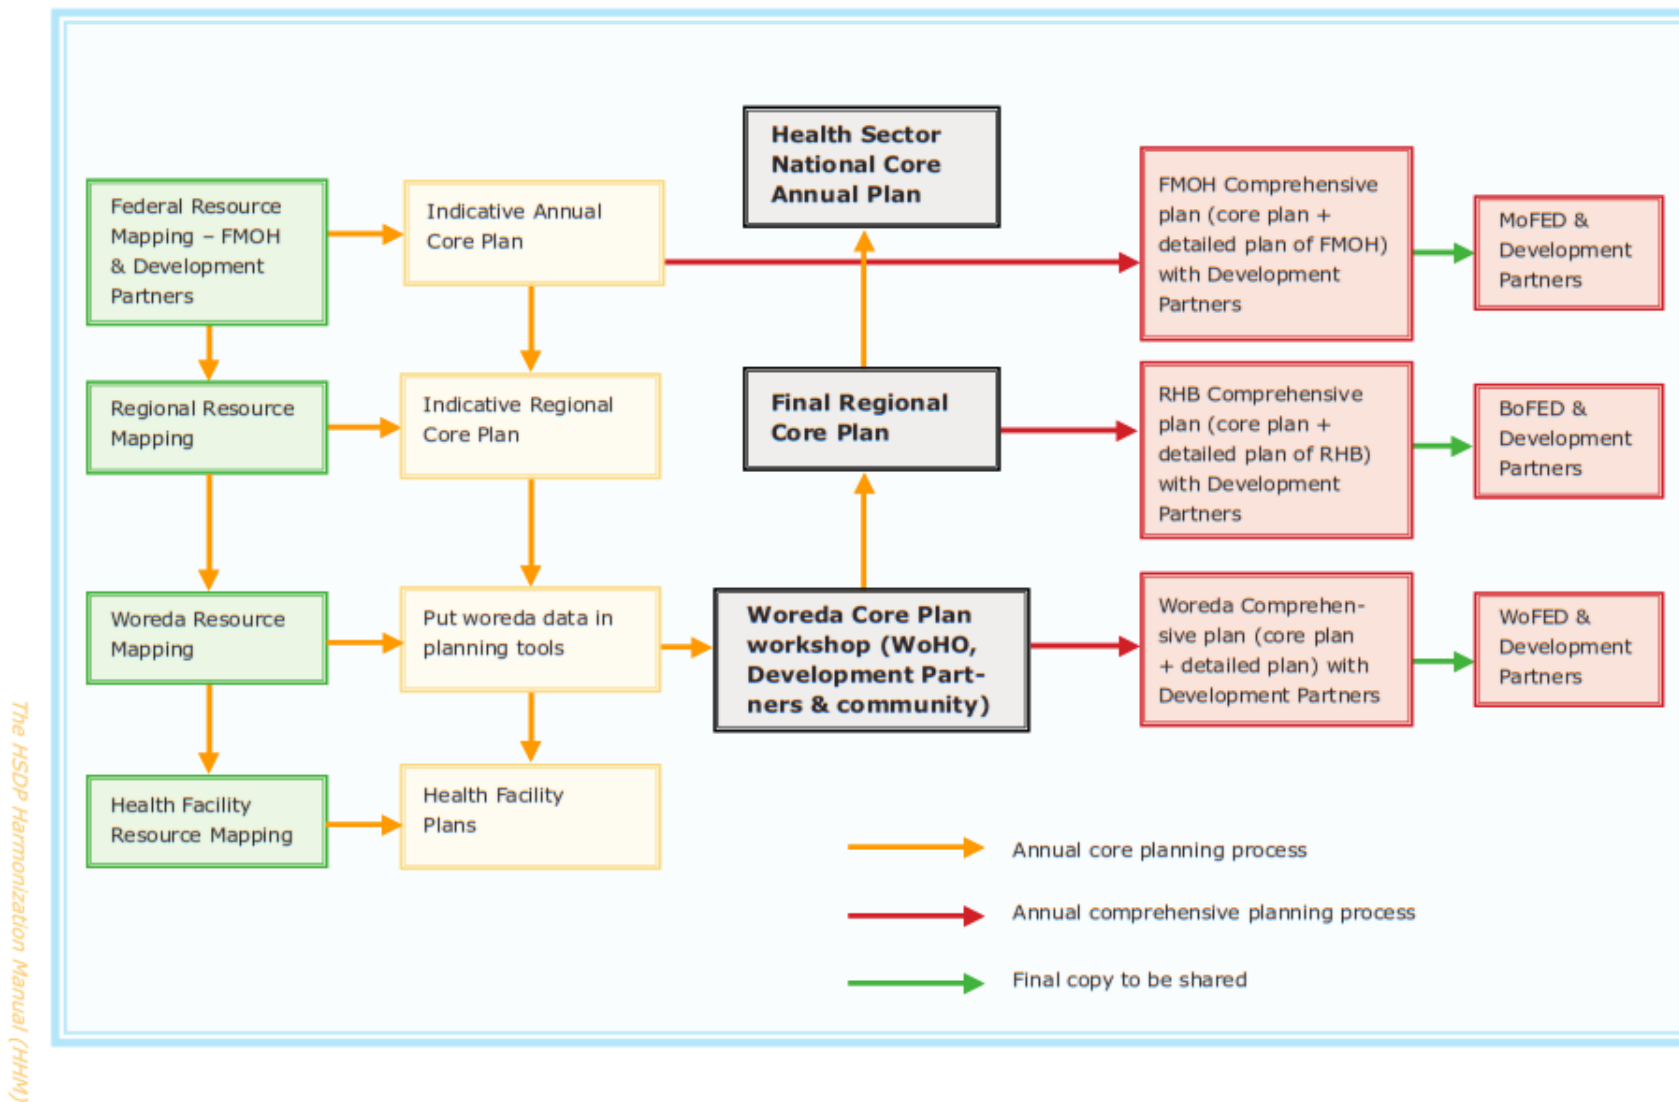 Health Sector
National Core
Annual Plan
Federal Resource
Mapping – FMOH
& Development
Partners
Indicative Annual
Core Plan
FMOH Comprehensive
plan (core plan +
detailed plan of FMOH)
with Development
Partners
MoFED &
Development
Partners
Regional Resource
Mapping
Indicative Regional
Core Plan
Final Regional
Core Plan
RHB Comprehensive
plan (core plan +
detailed plan of RHB)
with Development
Partners
BoFED &
Development
Partners
Woreda Resource
Mapping
Put woreda data in
planning tools
Woreda Core Plan
workshop (WoHO,
Development Part-
ners & community)
Woreda Comprehen-
sive plan (core plan
+ detailed plan) with
Development Partners
WoFED &
Development
Partners
Health Facility
Resource Mapping
Health Facility
Plans
Annual core planning process
Annual comprehensive planning process
Final copy to be shared
The HSDP Harmonization Manual (HHM)